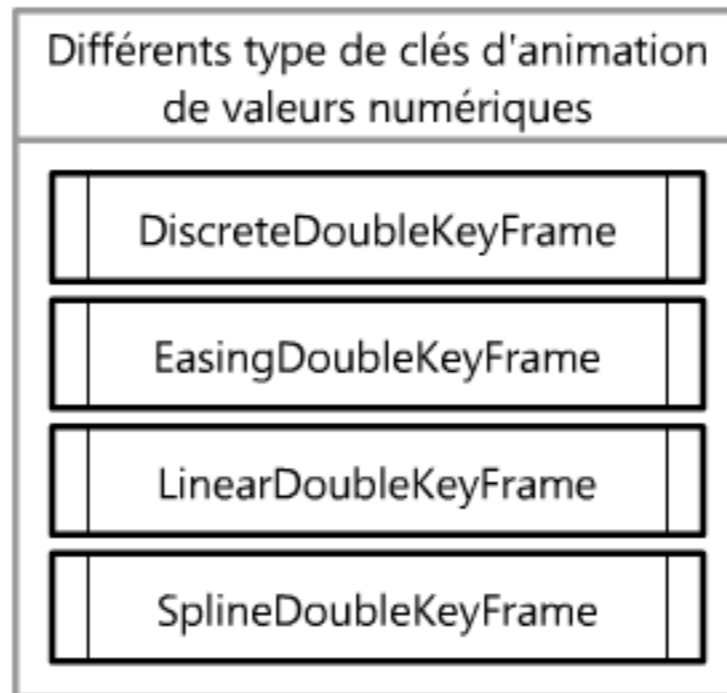 Différents type de clés d'animation
de valeurs numériques
DiscreteDoubleKeyFrame
EasingDoubleKeyFrame
LinearDoubleKeyFrame
SplineDoubleKeyFrame